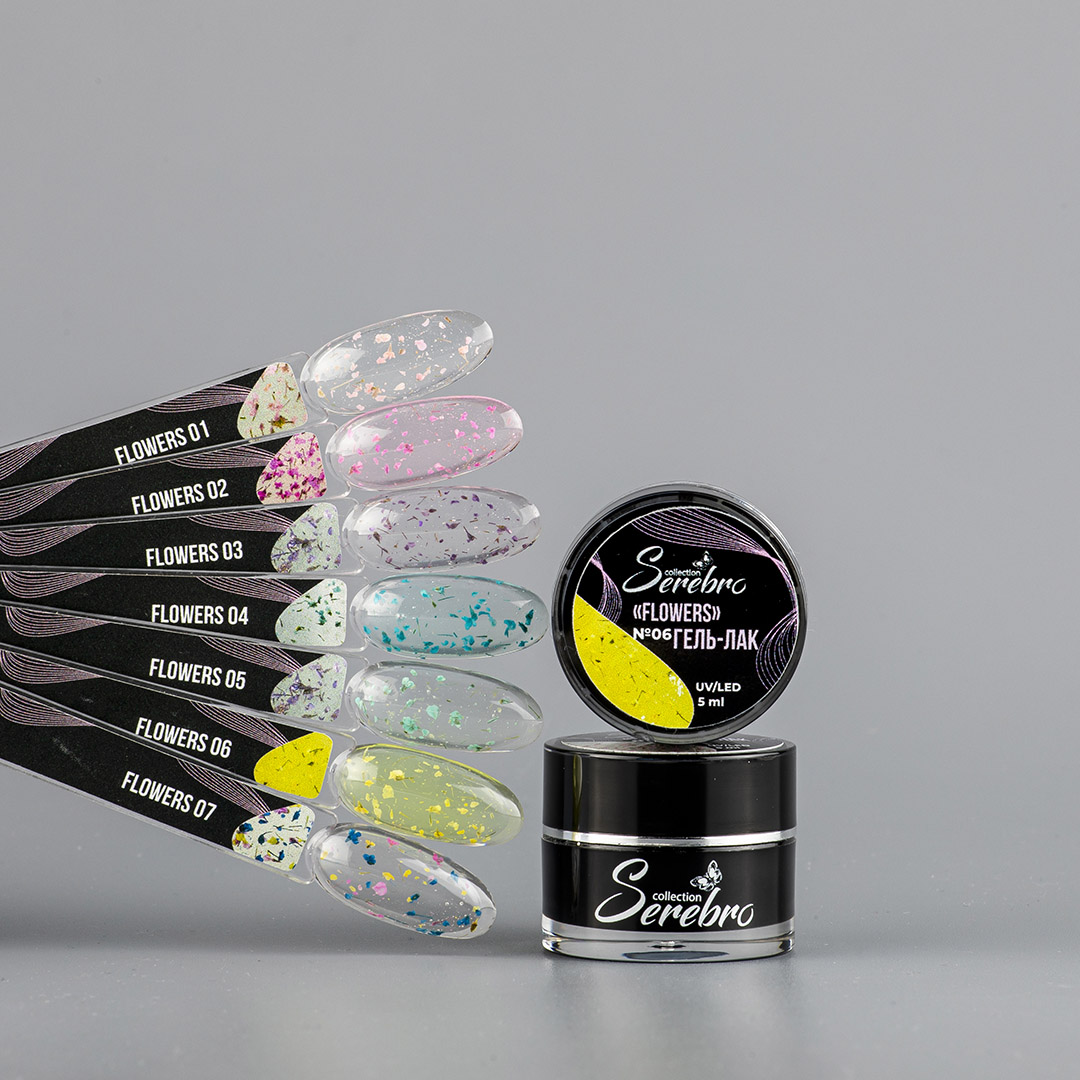 FLOWERS 01
FLOWERS 02
FLOWERS 03
FLOWERS 04
FLOWERS 05
FLOWERS 06
FLOWERS 07
collection
Serebro
«FLOWERS»
№06 ГЕЛЬ-ЛАК
UV/LED
5 ml
collection
Serebro